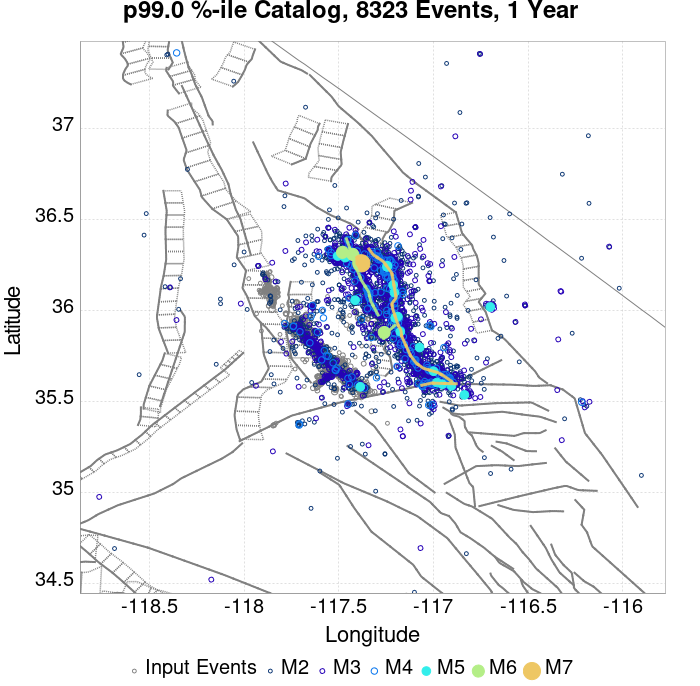 p99.0 %-ile Catalog, 8323 Events, 1 Year
37
36.5
36
35.5
35
34.5
Latitude
-118.5 -118 -117.5 -117 -116.5 -116
Longitude
Input Events M2 M3 M4 M5 M6 M7